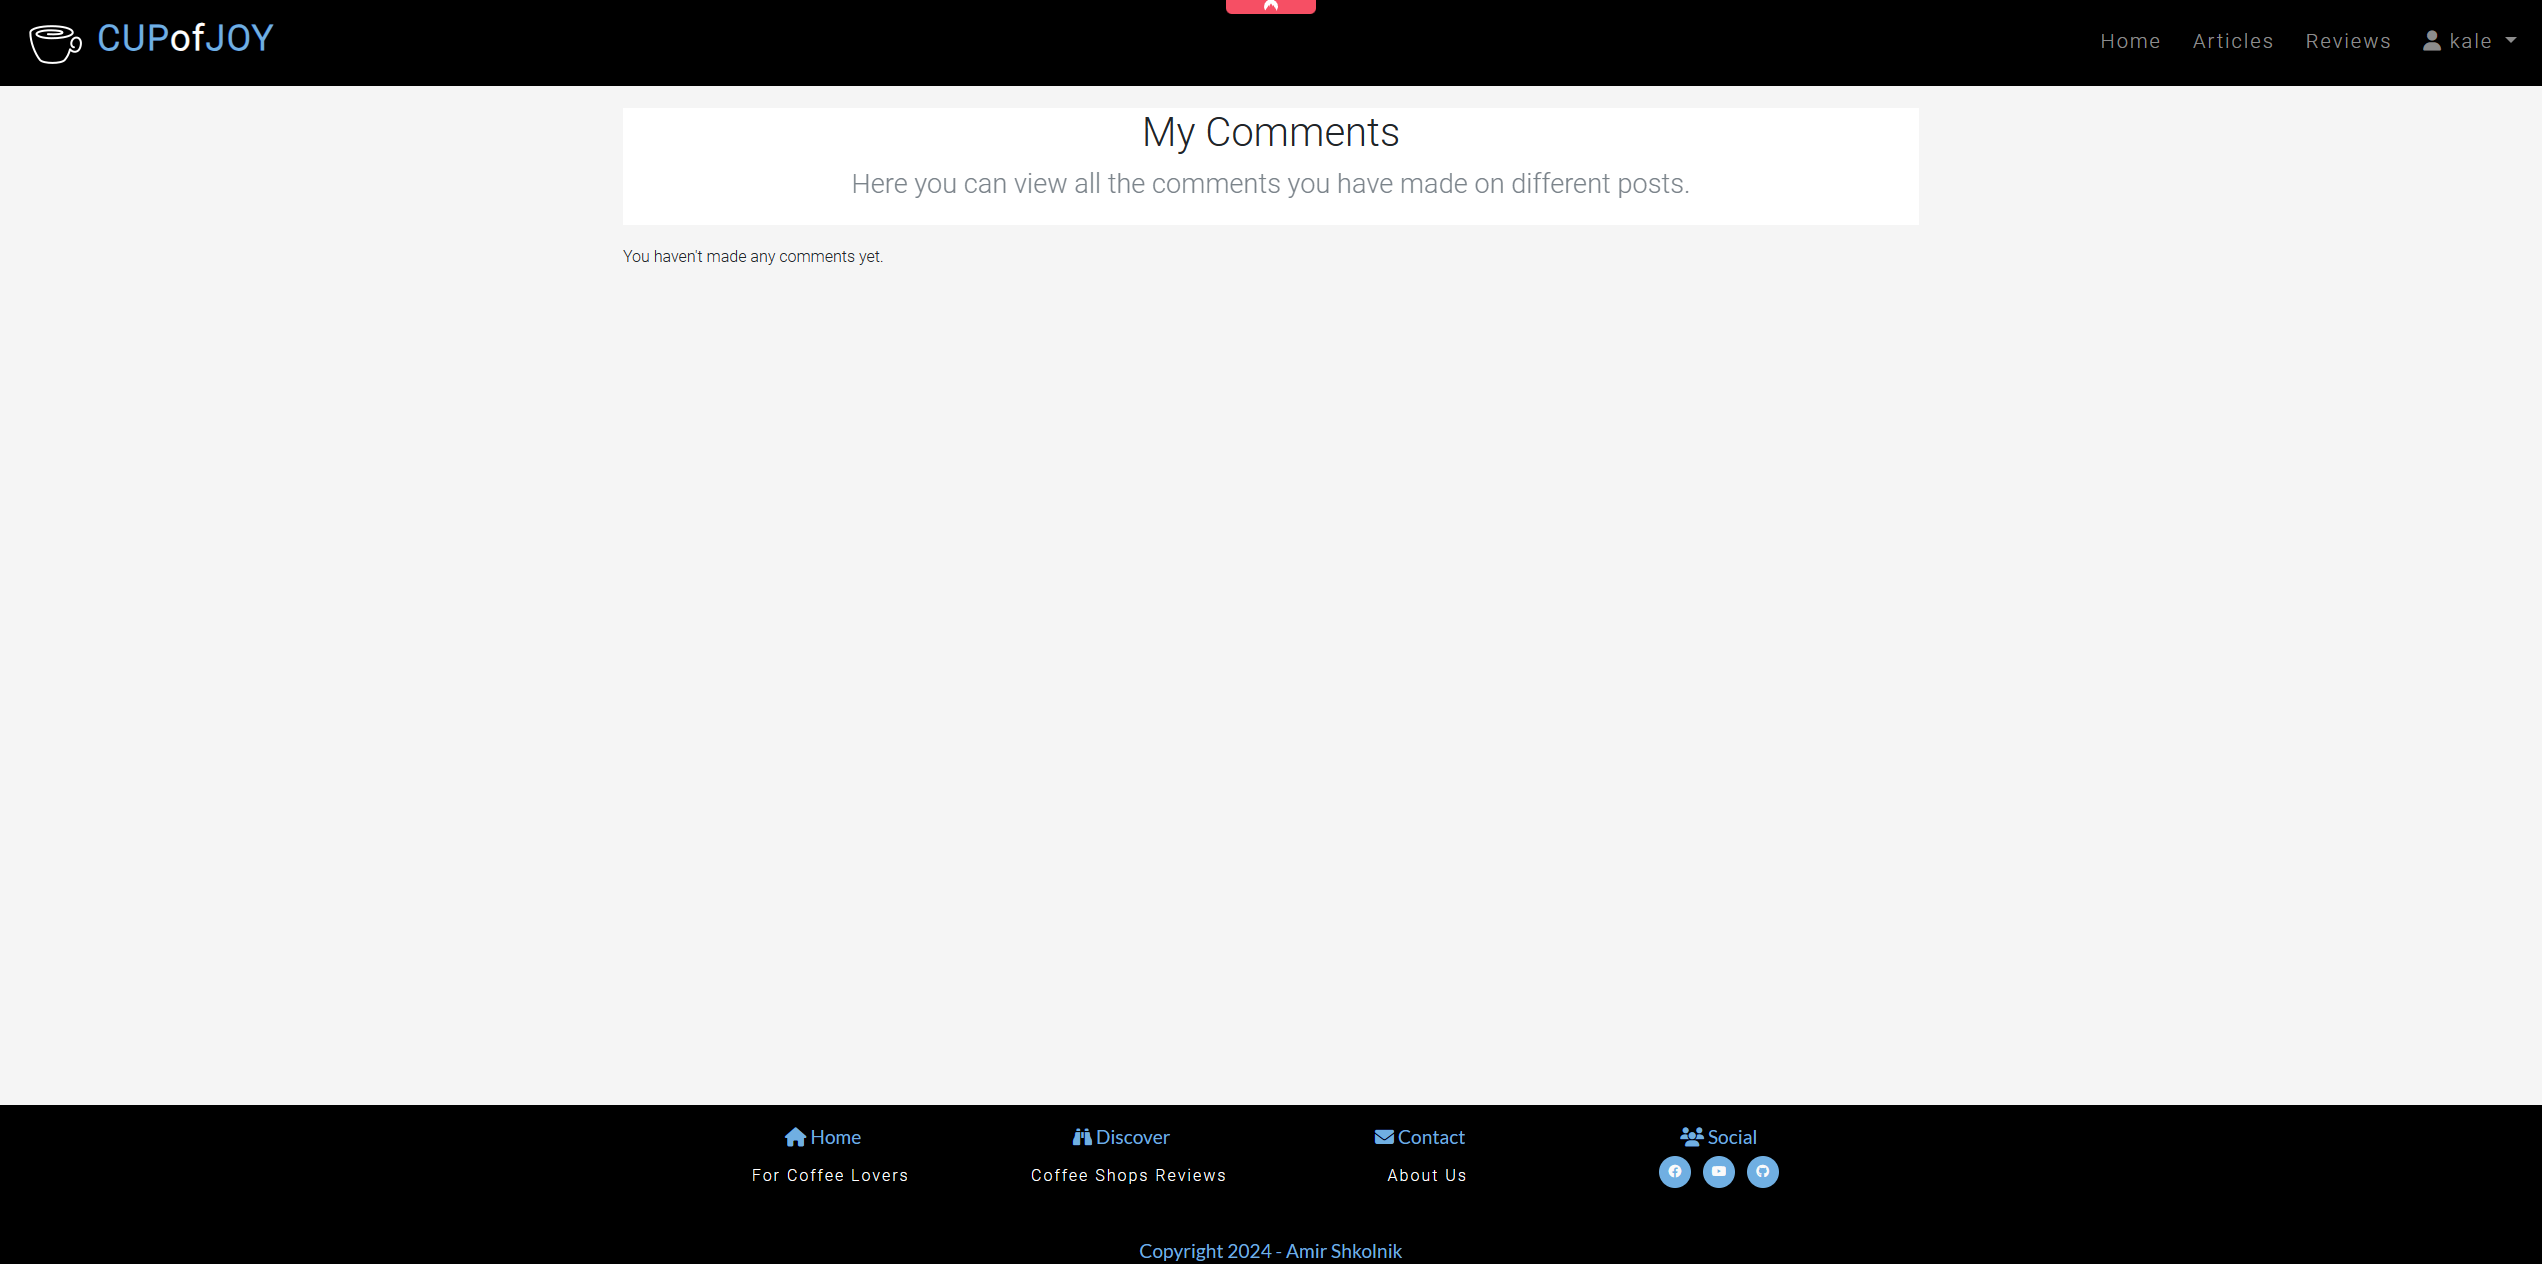 CUPofJOY
Home Articles Reviews kale
My Comments
Here you can view all the comments you have made on different posts.
You haven't made any comments yet.
Home Discover Contact Social
For Coffee Lovers Coffee Shops Reviews About Us
Copyright 2024 - Amir Shkolnik